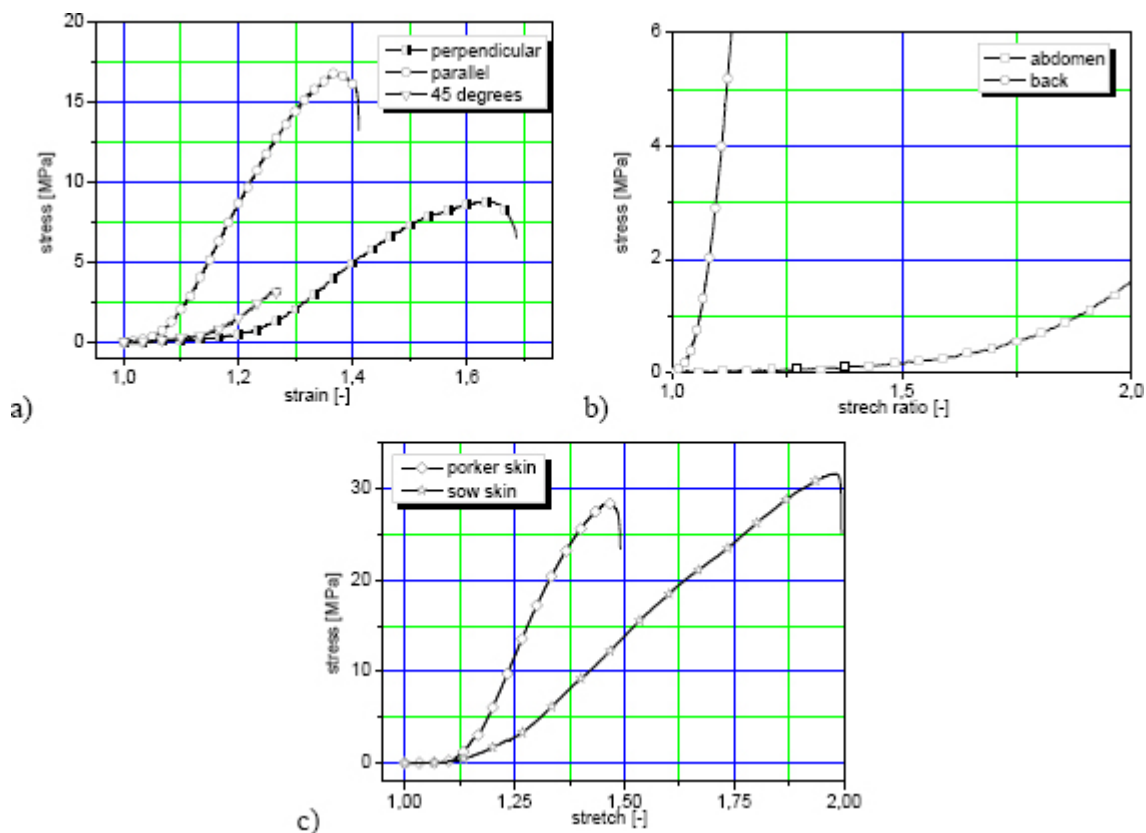 20
15
10
5
0
stress [MPa]
perpendicular
parallel
45 degrees
1,0
1,2
1,4
1,6
strain [-]
a)
6
4
2
0
stress [MPa]
abdomen
back
1,0
1,5
2,0
strech ratio [-]
b)
30
20
10
0
stress [MPa]
porker skin
sow skin
1,00
1,25
1,50
1,75
2,00
stretch [-]
c)